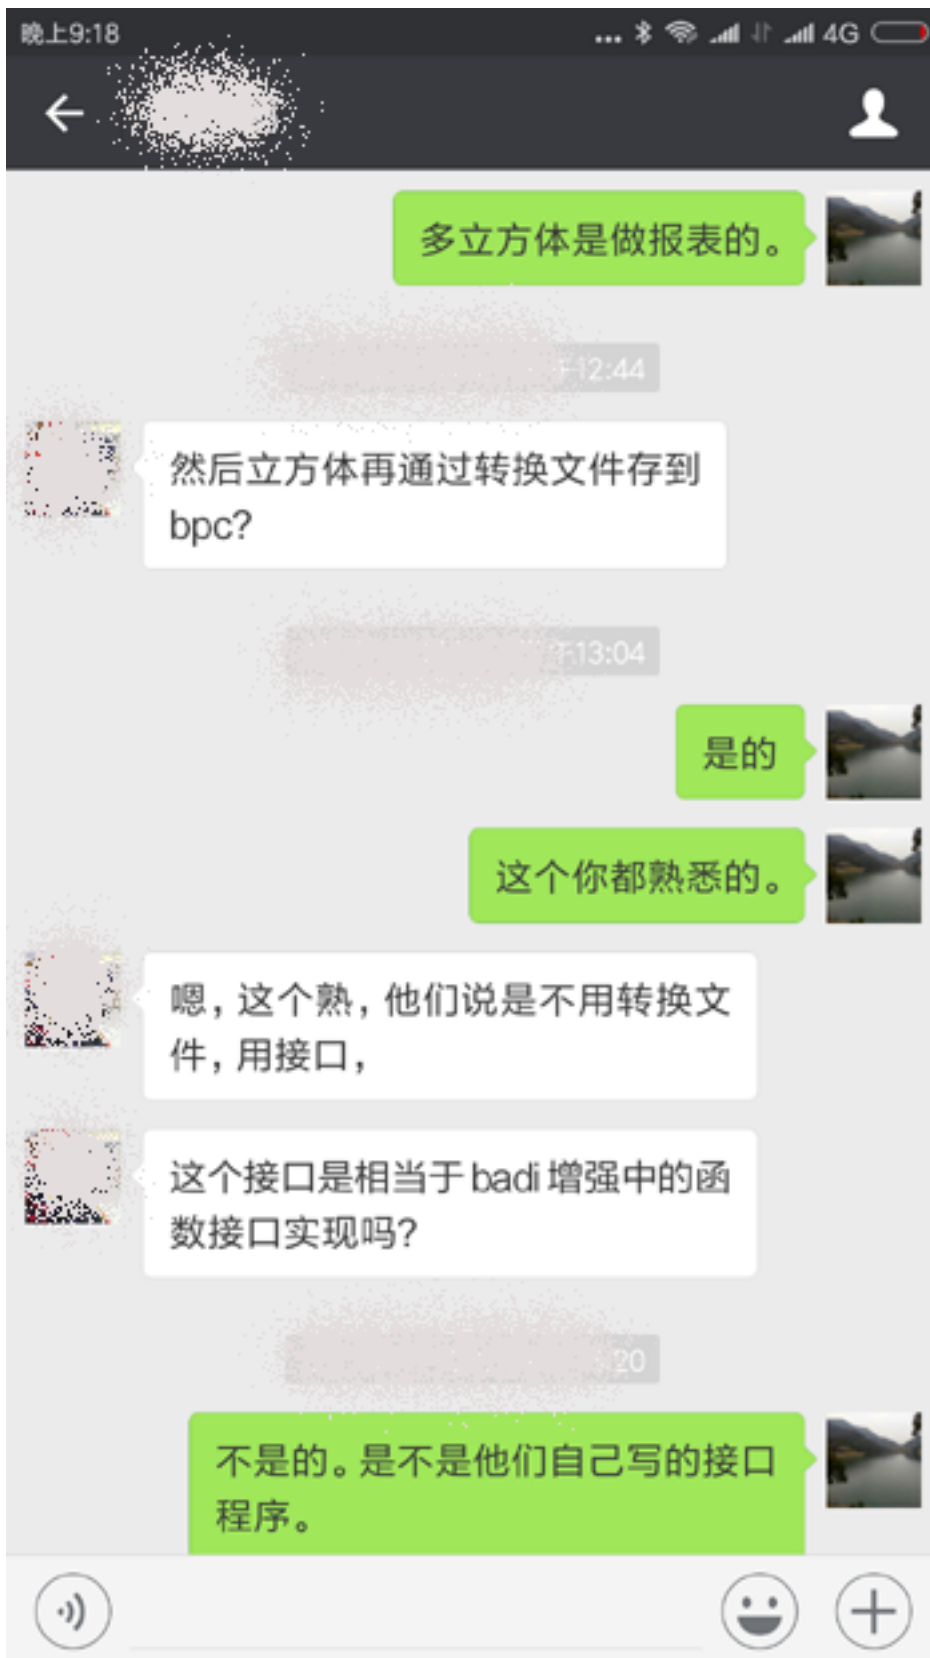 晚上9:18
4G
多立方体是做报表的。
12:44
然后立方体再通过转换文件存到
bpc?
13:04
是的
这个你都熟悉的。
嗯, 这个熟, 他们说是不用转换文
件, 用接口,
这个接口是相当于badi增强中的函
数接口实现吗?
20
不是的。是不是他们自己写的接口
程序。